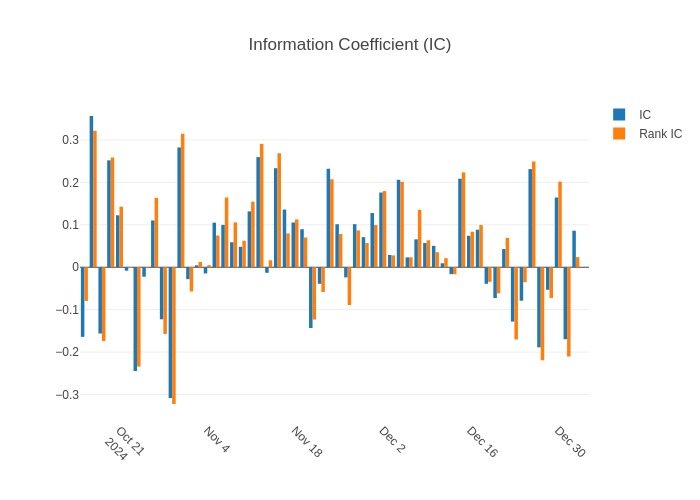 Information Coefficient (IC)
IC
Rank IC
0.3
0.2
0.1
0
−0.1
−0.2
−0.3
Oct 21
2024
Nov 4
Nov 18
Dec 2
Dec 16
Dec 30